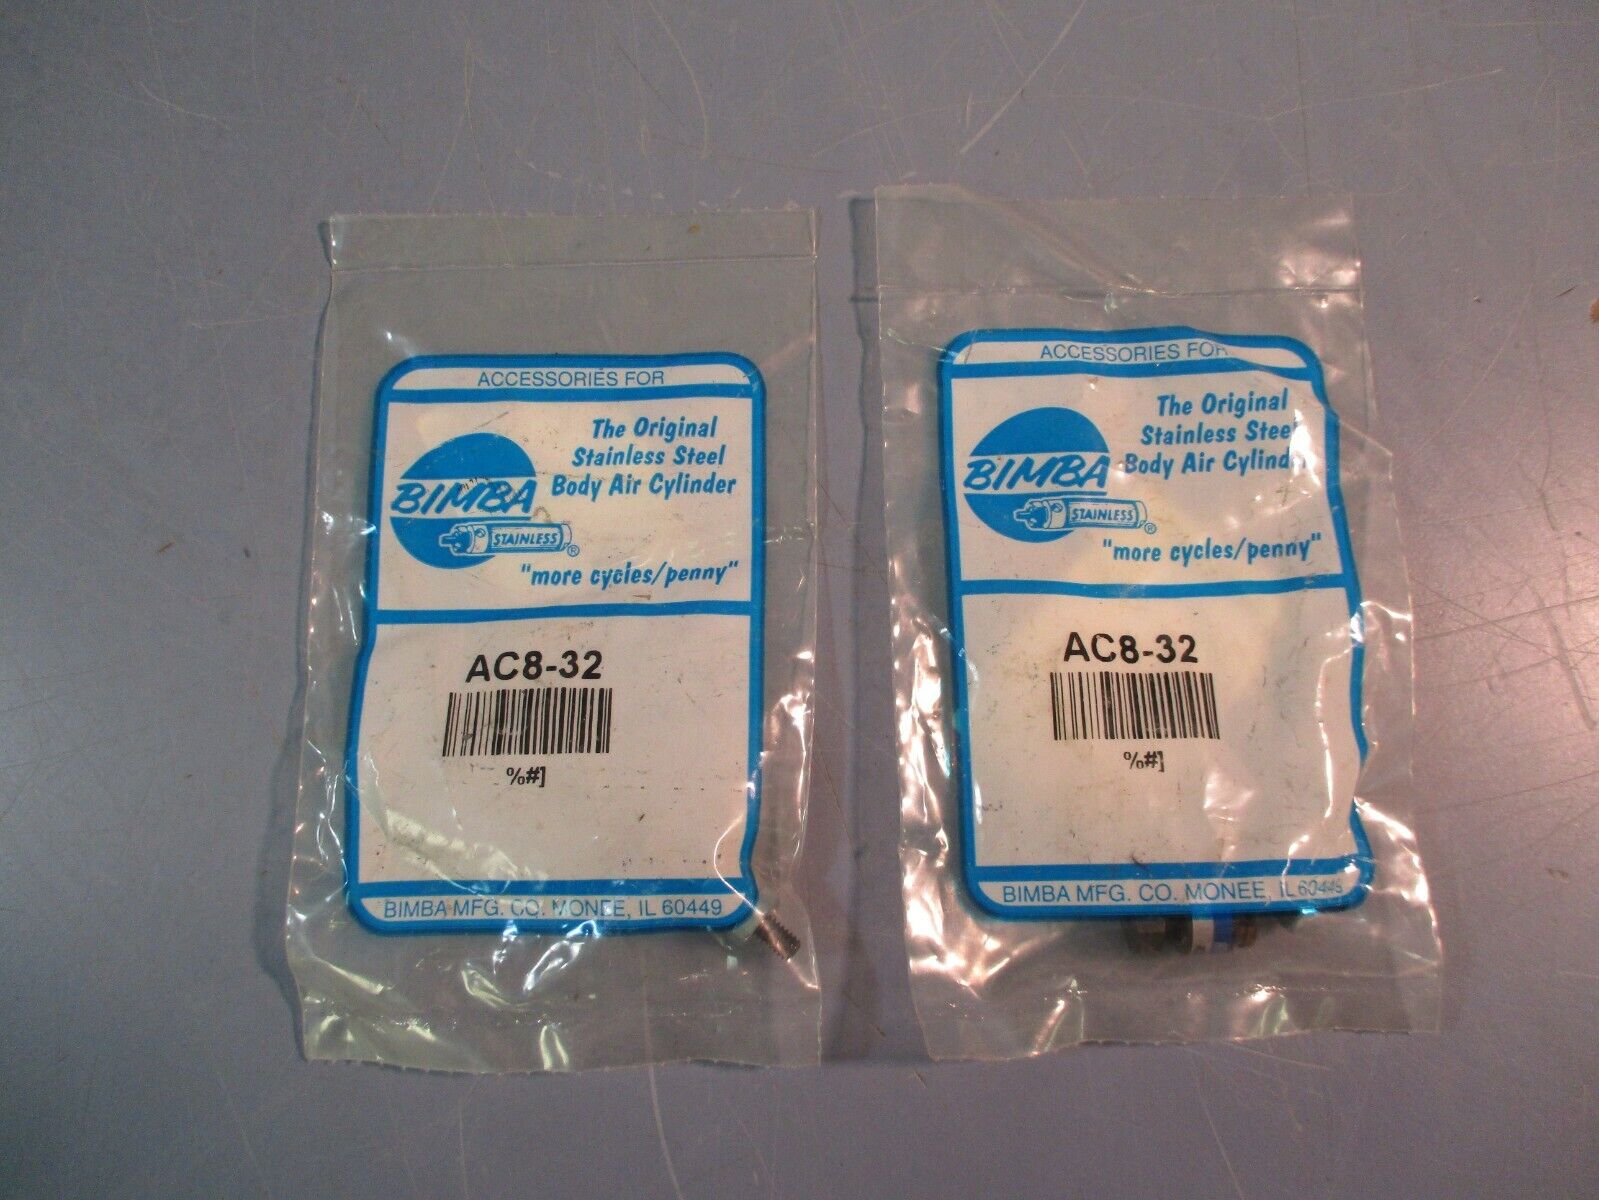 ACCESSORIES FOR
The Original
Stainless Steel
Body Air Cylinder
BIMBA
STAINLESS®
"more cycles/penny"
AC8-32
%#]
BIMBA MFG. CO. MONEE, IL 60449
ACCESSORIES FOR
The Original
Stainless Steel
Body Air Cylinder
BIMBA
STAINLESS®
"more cycles/penny"
AC8-32
%#]
BIMBA MFG. CO. MONEE, IL 60449